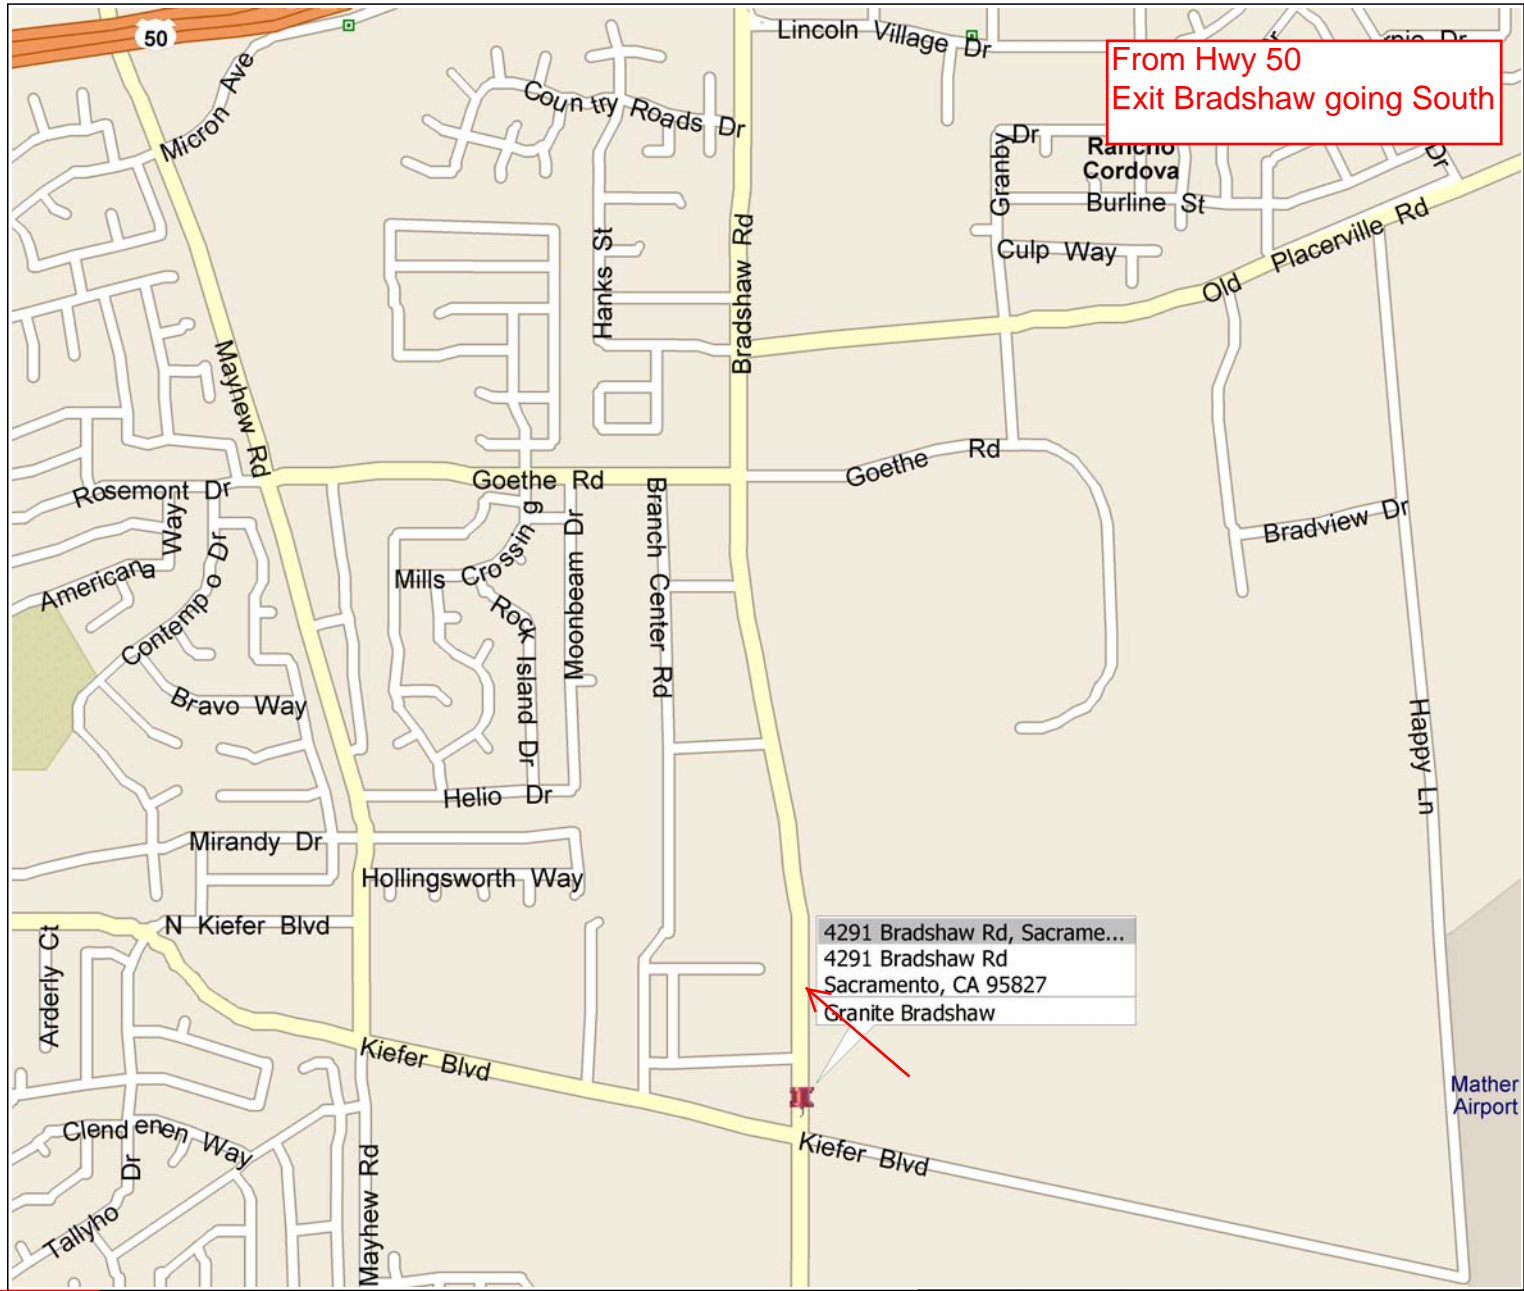 50
Micron Ave
Lincoln Village Dr
From Hwy 50
Exit Bradshaw going South
Country Roads Dr
Granby Dr
Rancho
Cordova
Dr
Burline St
Culp Way
Old Placerville Rd
Hanks St
Bradshaw Rd
Mayhew Rd
Goethe Rd
Goethe Rd
Rosemont Dr
Americana Way
Contempo Dr
Bravo Way
Mills Crossing
Rock Island Dr
Moonbeam Dr
Branch Center Rd
Bradview Dr
Happy Ln
Helio Dr
Mirandy Dr
Hollingsworth Way
N Kiefer Blvd
Arderly Ct
4291 Bradshaw Rd, Sacrame...
4291 Bradshaw Rd
Sacramento, CA 95827
Granite Bradshaw
Kiefer Blvd
Mather
Airport
Clendenen Way
Kiefer Blvd
Tallyho Dr
Mayhew Rd